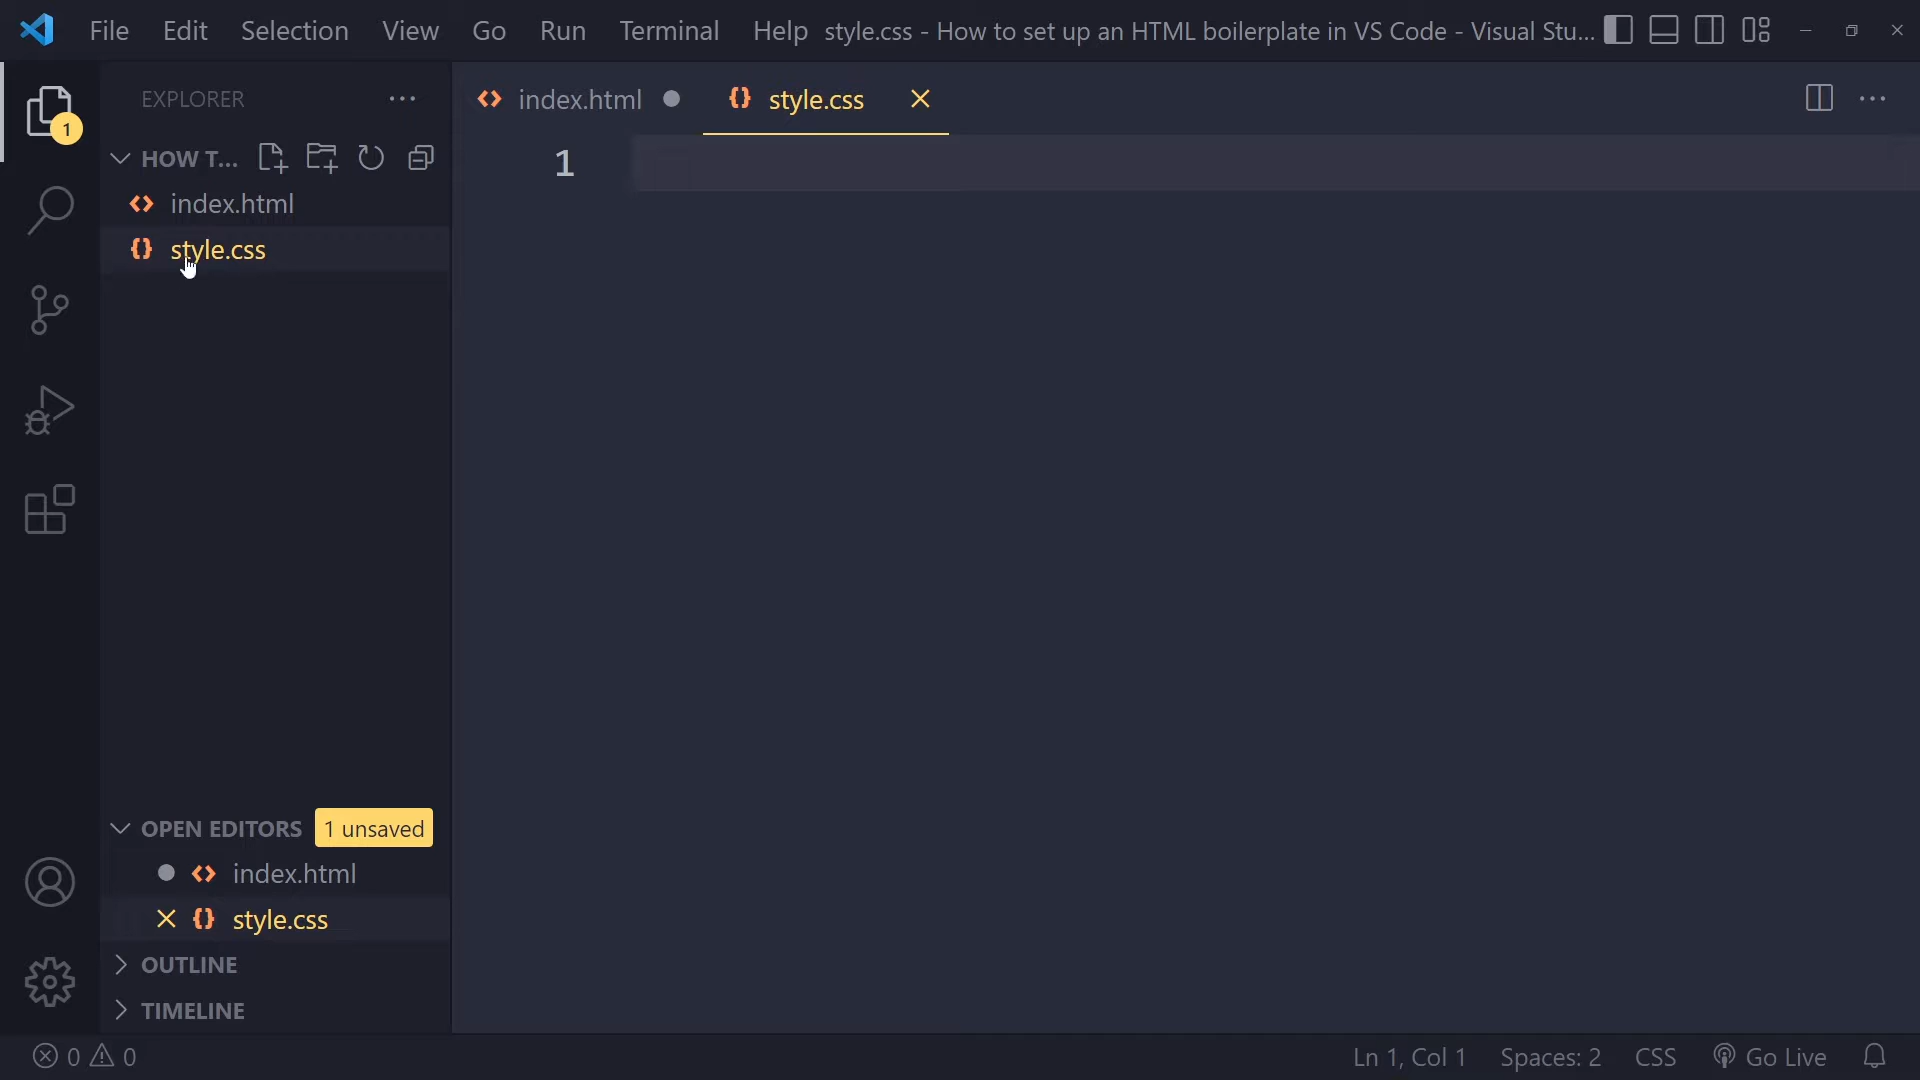 File Edit Selection View Go Run Terminal Help style.css - How to set up an HTML boilerplate in VS Code - Visual Stu...
EXPLORER
index.html style.css
1
HOW T...
1
index.html
style.css
OPEN EDITORS 1 unsaved
index.html
style.css
OUTLINE
TIMELINE
0 0 Ln 1, Col 1 Spaces: 2 CSS Go Live